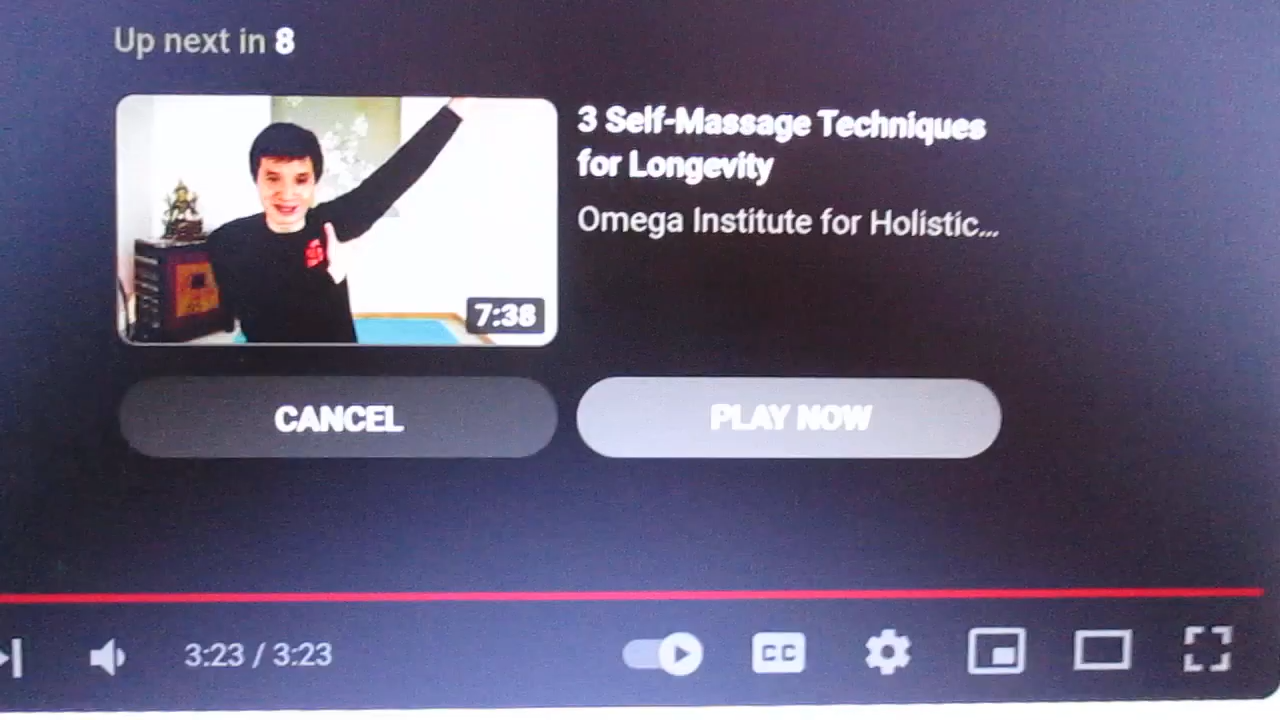 Up next in 8
3 Self-Massage Techniques
for Longevity
Omega Institute for Holistic...
7:38
CANCEL
PLAY NOW
3:23 / 3:23
CC